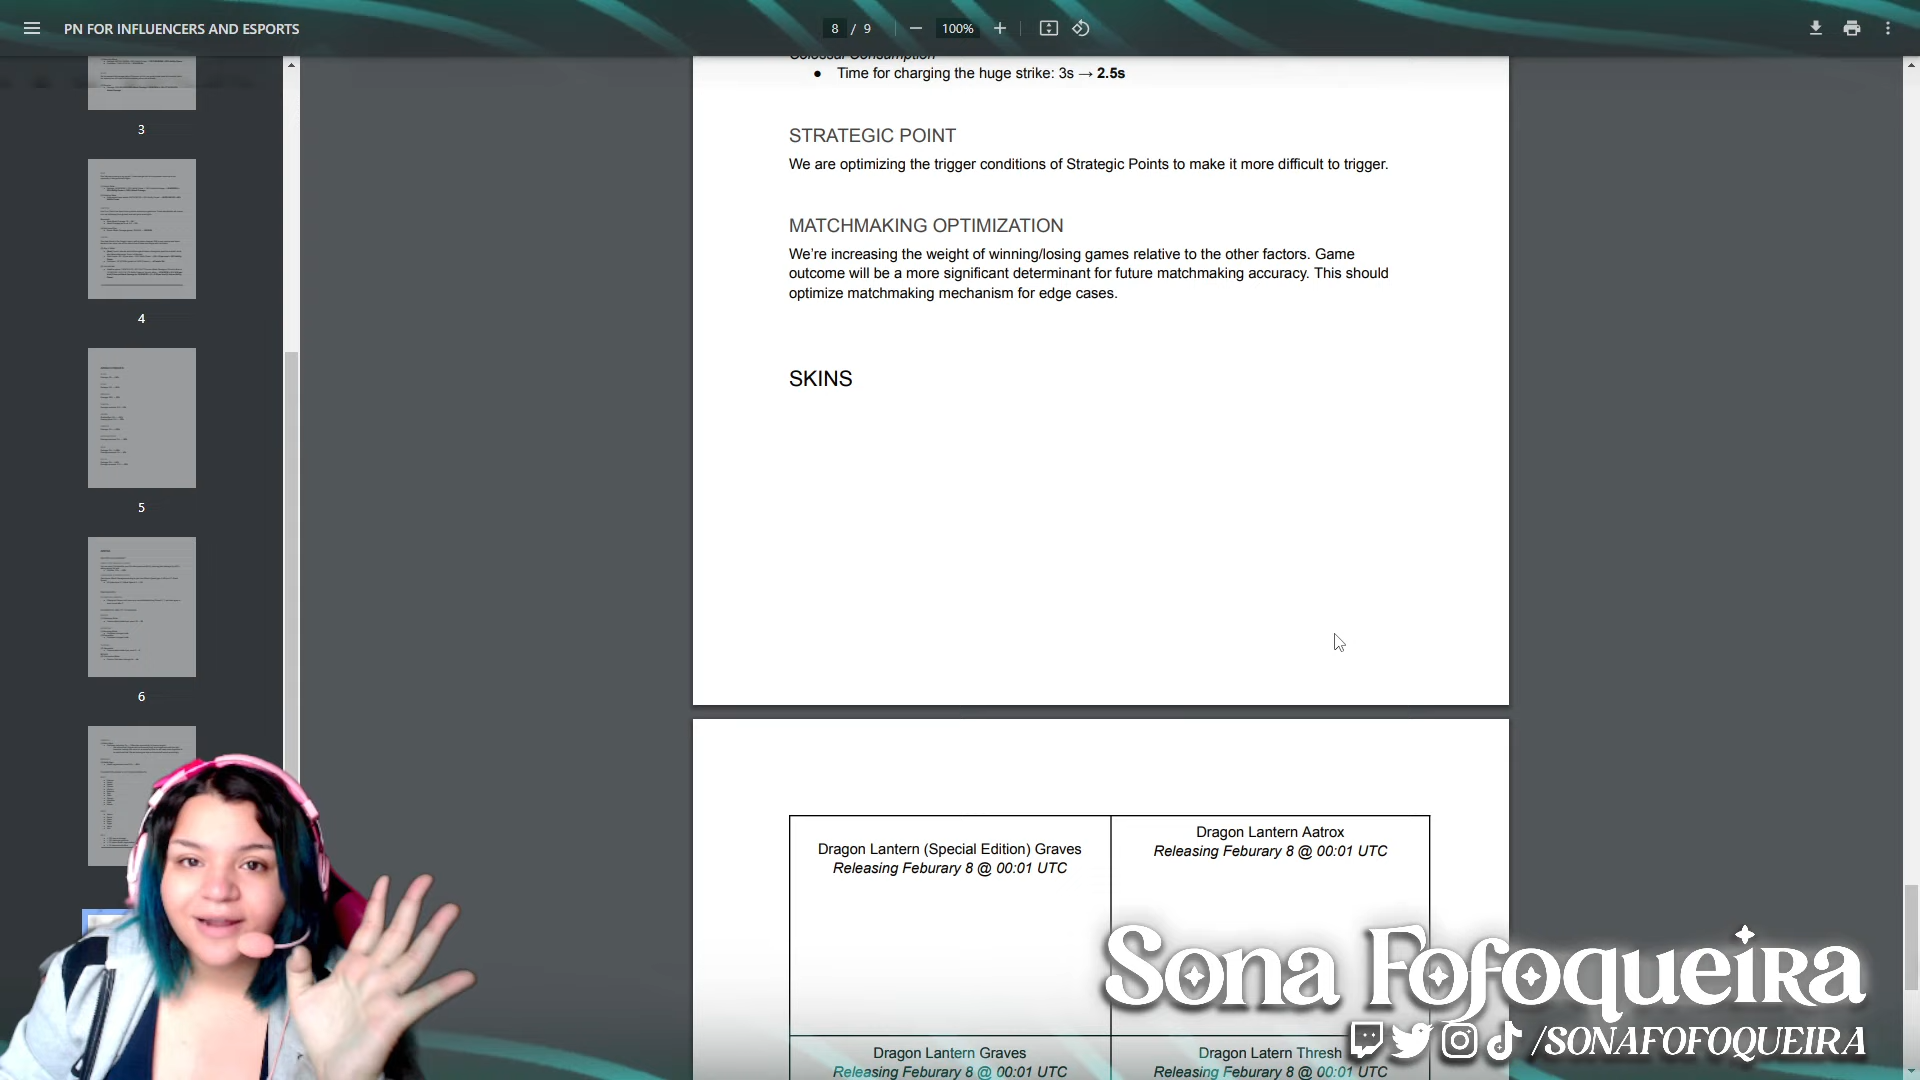 PN FOR INFLUENCERS AND ESPORTS
8 / 9
100%
3
4
5
6
Colossal Consumption
● Time for charging the huge strike: 3s → 2.5s
STRATEGIC POINT
We are optimizing the trigger conditions of Strategic Points to make it more difficult to trigger.
MATCHMAKING OPTIMIZATION
We're increasing the weight of winning/losing games relative to the other factors. Game
outcome will be a more significant determinant for future matchmaking accuracy. This should
optimize matchmaking mechanism for edge cases.
SKINS
Dragon Lantern (Special Edition) Graves
Releasing Feburary 8 @ 00:01 UTC
Dragon Lantern Aatrox
Releasing Feburary 8 @ 00:01 UTC
Dragon Lantern Graves
Releasing Feburary 8 @ 00:01 UTC
Dragon Latern Thresh
Releasing Feburary 8 @ 00:01 UTC
Sona Fofoqueira
/SONAFOFOQUEIRA